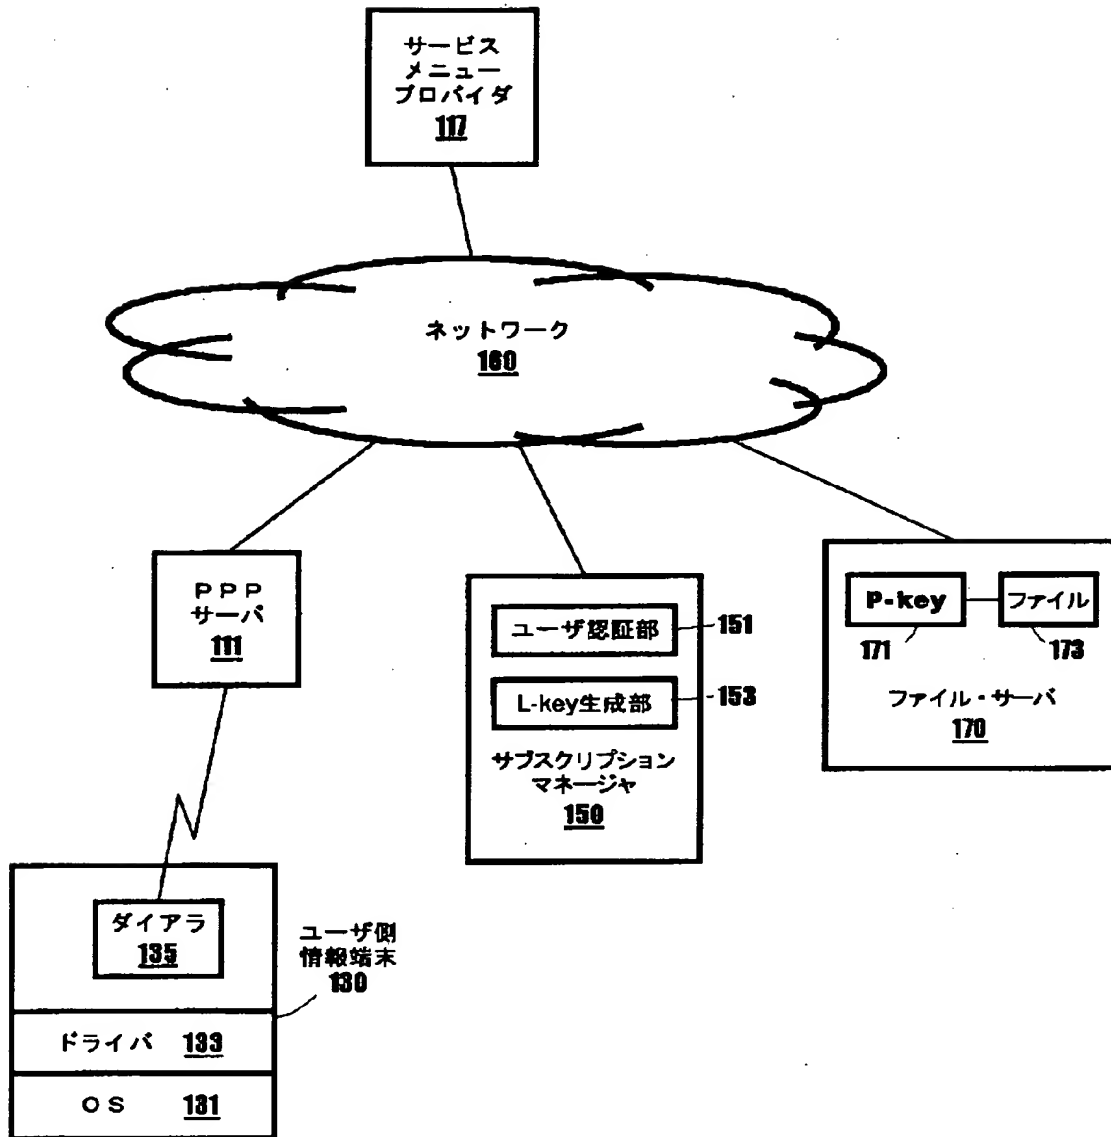 サービス
メニュー
プロバイダ
117
ネットワーク
160
PPP
サーバ
111
ユーザ認証部
151
L-key生成部
153
サブスクリプション
マネージャ
150
P-key
ファイル
171
173
ファイル・サーバ
170
ダイアラ
135
ユーザ側
情報端末
130
ドライバ 133
OS 131